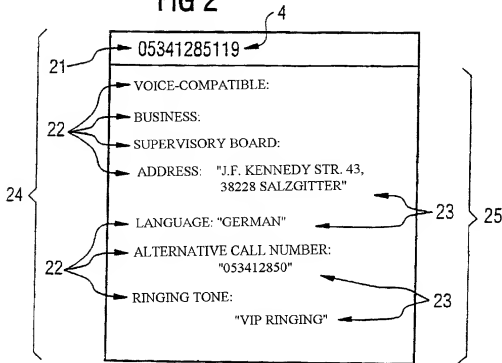 FIG 2
4
05341285119
21
VOICE-COMPATIBLE:
22
BUSINESS:
SUPERVISORY BOARD:
ADDRESS: "J.F. KENNEDY STR. 43,
38228 SALZGITTER"
24
23
25
LANGUAGE: "GERMAN"
ALTERNATIVE CALL NUMBER:
22
"053412850"
RINGING TONE:
23
"VIP RINGING"